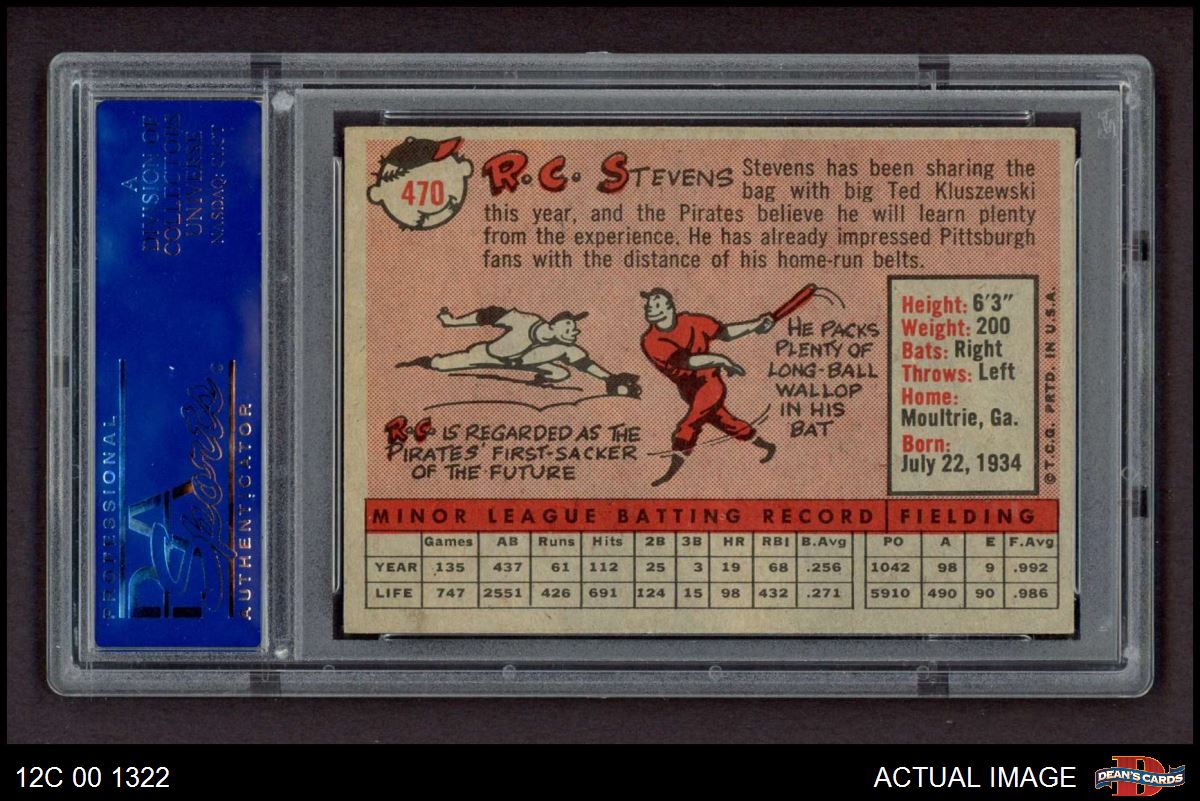 A
DIVISION OF
COLLECTORS
UNIVERSE
NASDAQ: CLCT
PROFESSIONAL
PSA
Sports
AUTHENTICATOR
470
R.C. STEVENS
Stevens has been sharing the
bag with big Ted Kluszewski
this year, and the Pirates believe he will learn plenty
from the experience. He has already impressed Pittsburgh
fans with the distance of his home-run belts.
HE PACKS
PLENTY OF
LONG-BALL
WALLOP
IN HIS
BAT
R.C. IS REGARDED AS THE
PIRATES' FIRST-SACKER
OF THE FUTURE
Height: 6'3"
Weight: 200
Bats: Right
Throws: Left
Home:
Moultrie, Ga.
Born:
July 22, 1934
© T.C.G. PRTD. IN U.S.A.
MINOR LEAGUE BATTING RECORD FIELDING
Games AB Runs Hits 2B 3B HR RBI B.Avg PO A E F.Avg
YEAR 135 437 61 112 25 3 19 68 .256 1042 98 9 .992
LIFE 747 2551 426 691 124 15 98 432 .271 5910 490 90 .986
12C 00 1322
ACTUAL IMAGE
D
DEAN'S CARDS